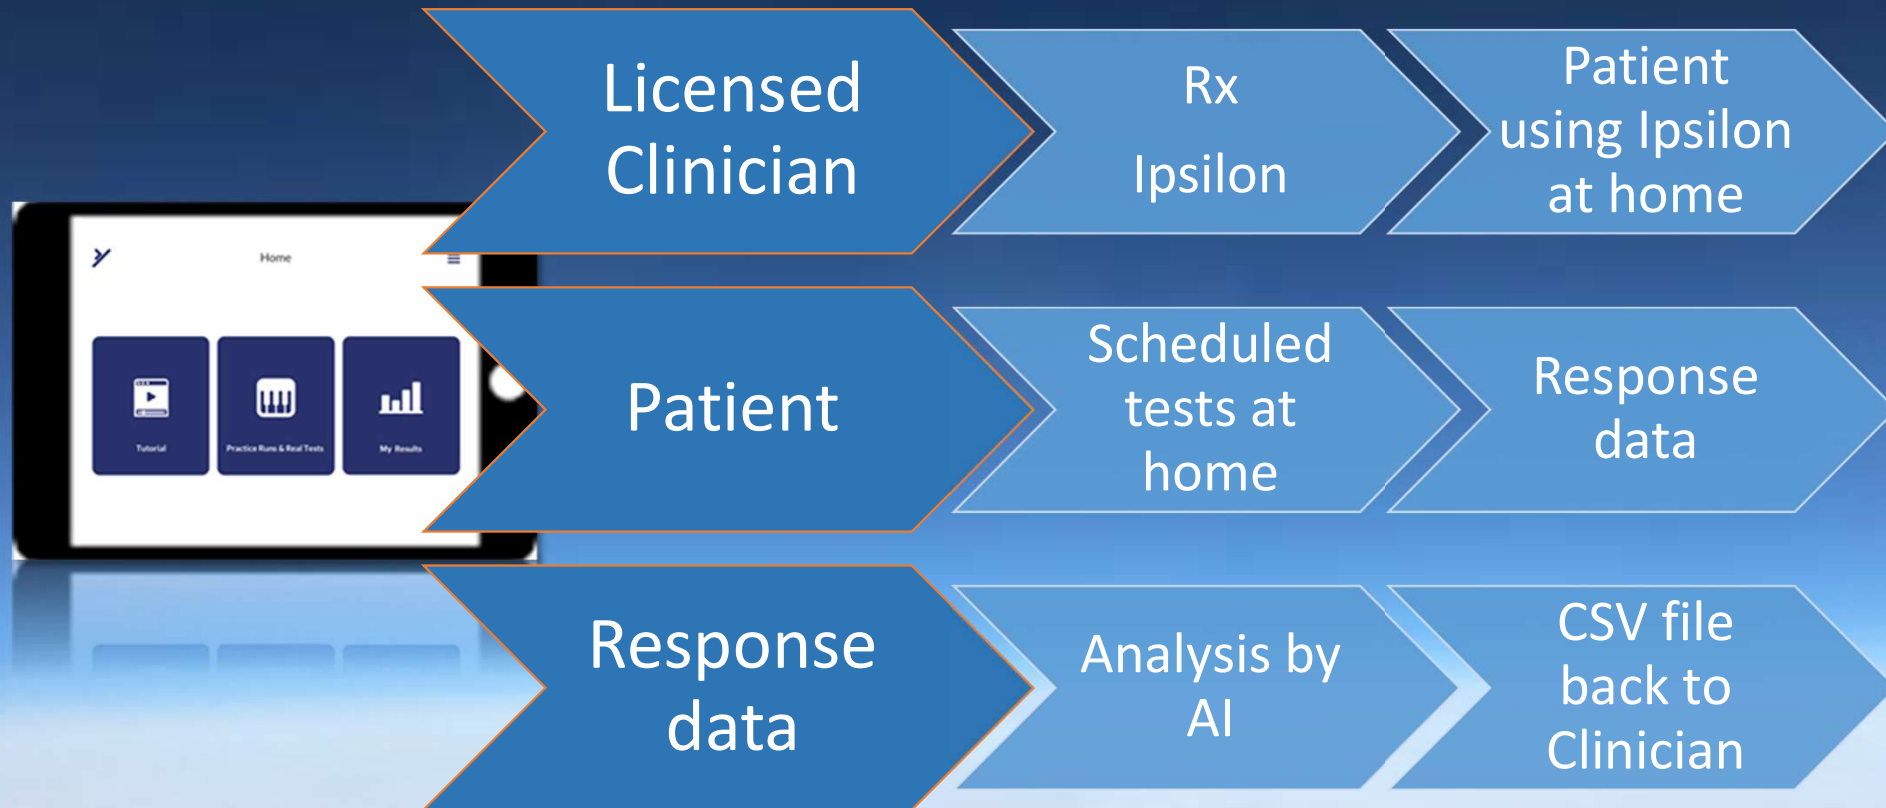 Licensed
Clinician
Rx
Ipsilon
Patient
using Ipsilon
at home
Home
Tutorial
Practice Runs & Real Tests
My Results
Patient
Scheduled
tests at
home
Response
data
Response
data
Analysis by
AI
CSV file
back to
Clinician